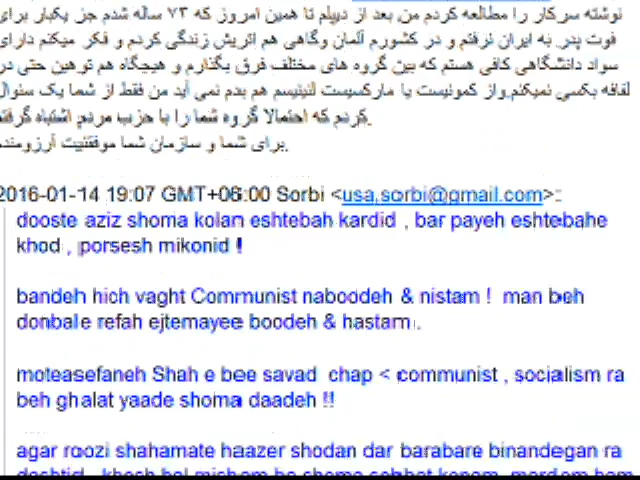 نوشته سرکار را مطالعه کردم من بعد از دیپلم تا همین امروز که ۷۳ ساله شدم جز یکبار برای
فوت پدر به ایران نرفتم و در کشورم آلمان وگاهی هم اتریش زندگی کردم و فکر میکنم دارای
سواد دانشگاهی کافی هستم که بین گروه های مختلف فرق بگذارم و هیچگاه هم توهین حتی در
لفافه بکسی نمیکنم.واز کمونیست یا مارکسیست لنینیسم هم بدم نمی آید من فقط از شما یک سئوال
کردم که احتمالا گروه شما را با حزب مردم اشتباه گرفتم.
برای شما و سازمان شما موفقتیت آرزومندم.
2016-01-14 19:07 GMT+06:00 Sorbi <usa.sorbi@gmail.com>:
dooste aziz shoma kolan eshtebah kardid , bar payeh eshtebahe
khod , porsesh mikonid !
bandeh hich vaght Communist naboodeh & nistam ! man beh
donbale refah ejtemayee boodeh & hastam .
moteasefaneh Shah e bee savad chap < communist , socialism ra
beh ghalat yaade shoma daadeh !!
agar roozi shahamate haazer shodan dar barabare binandegan ra